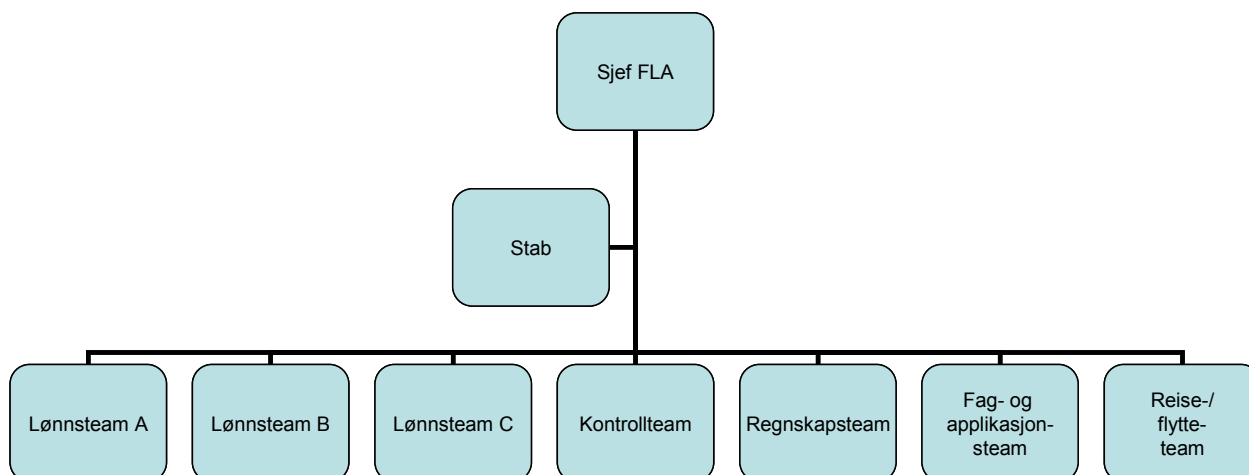 Sjef FLA
Stab
Lønnsteam A
Lønnsteam B
Lønnsteam C
Kontrollteam
Regnskapsteam
Fag- og
applikasjon-
steam
Reise-/
flytte-
team